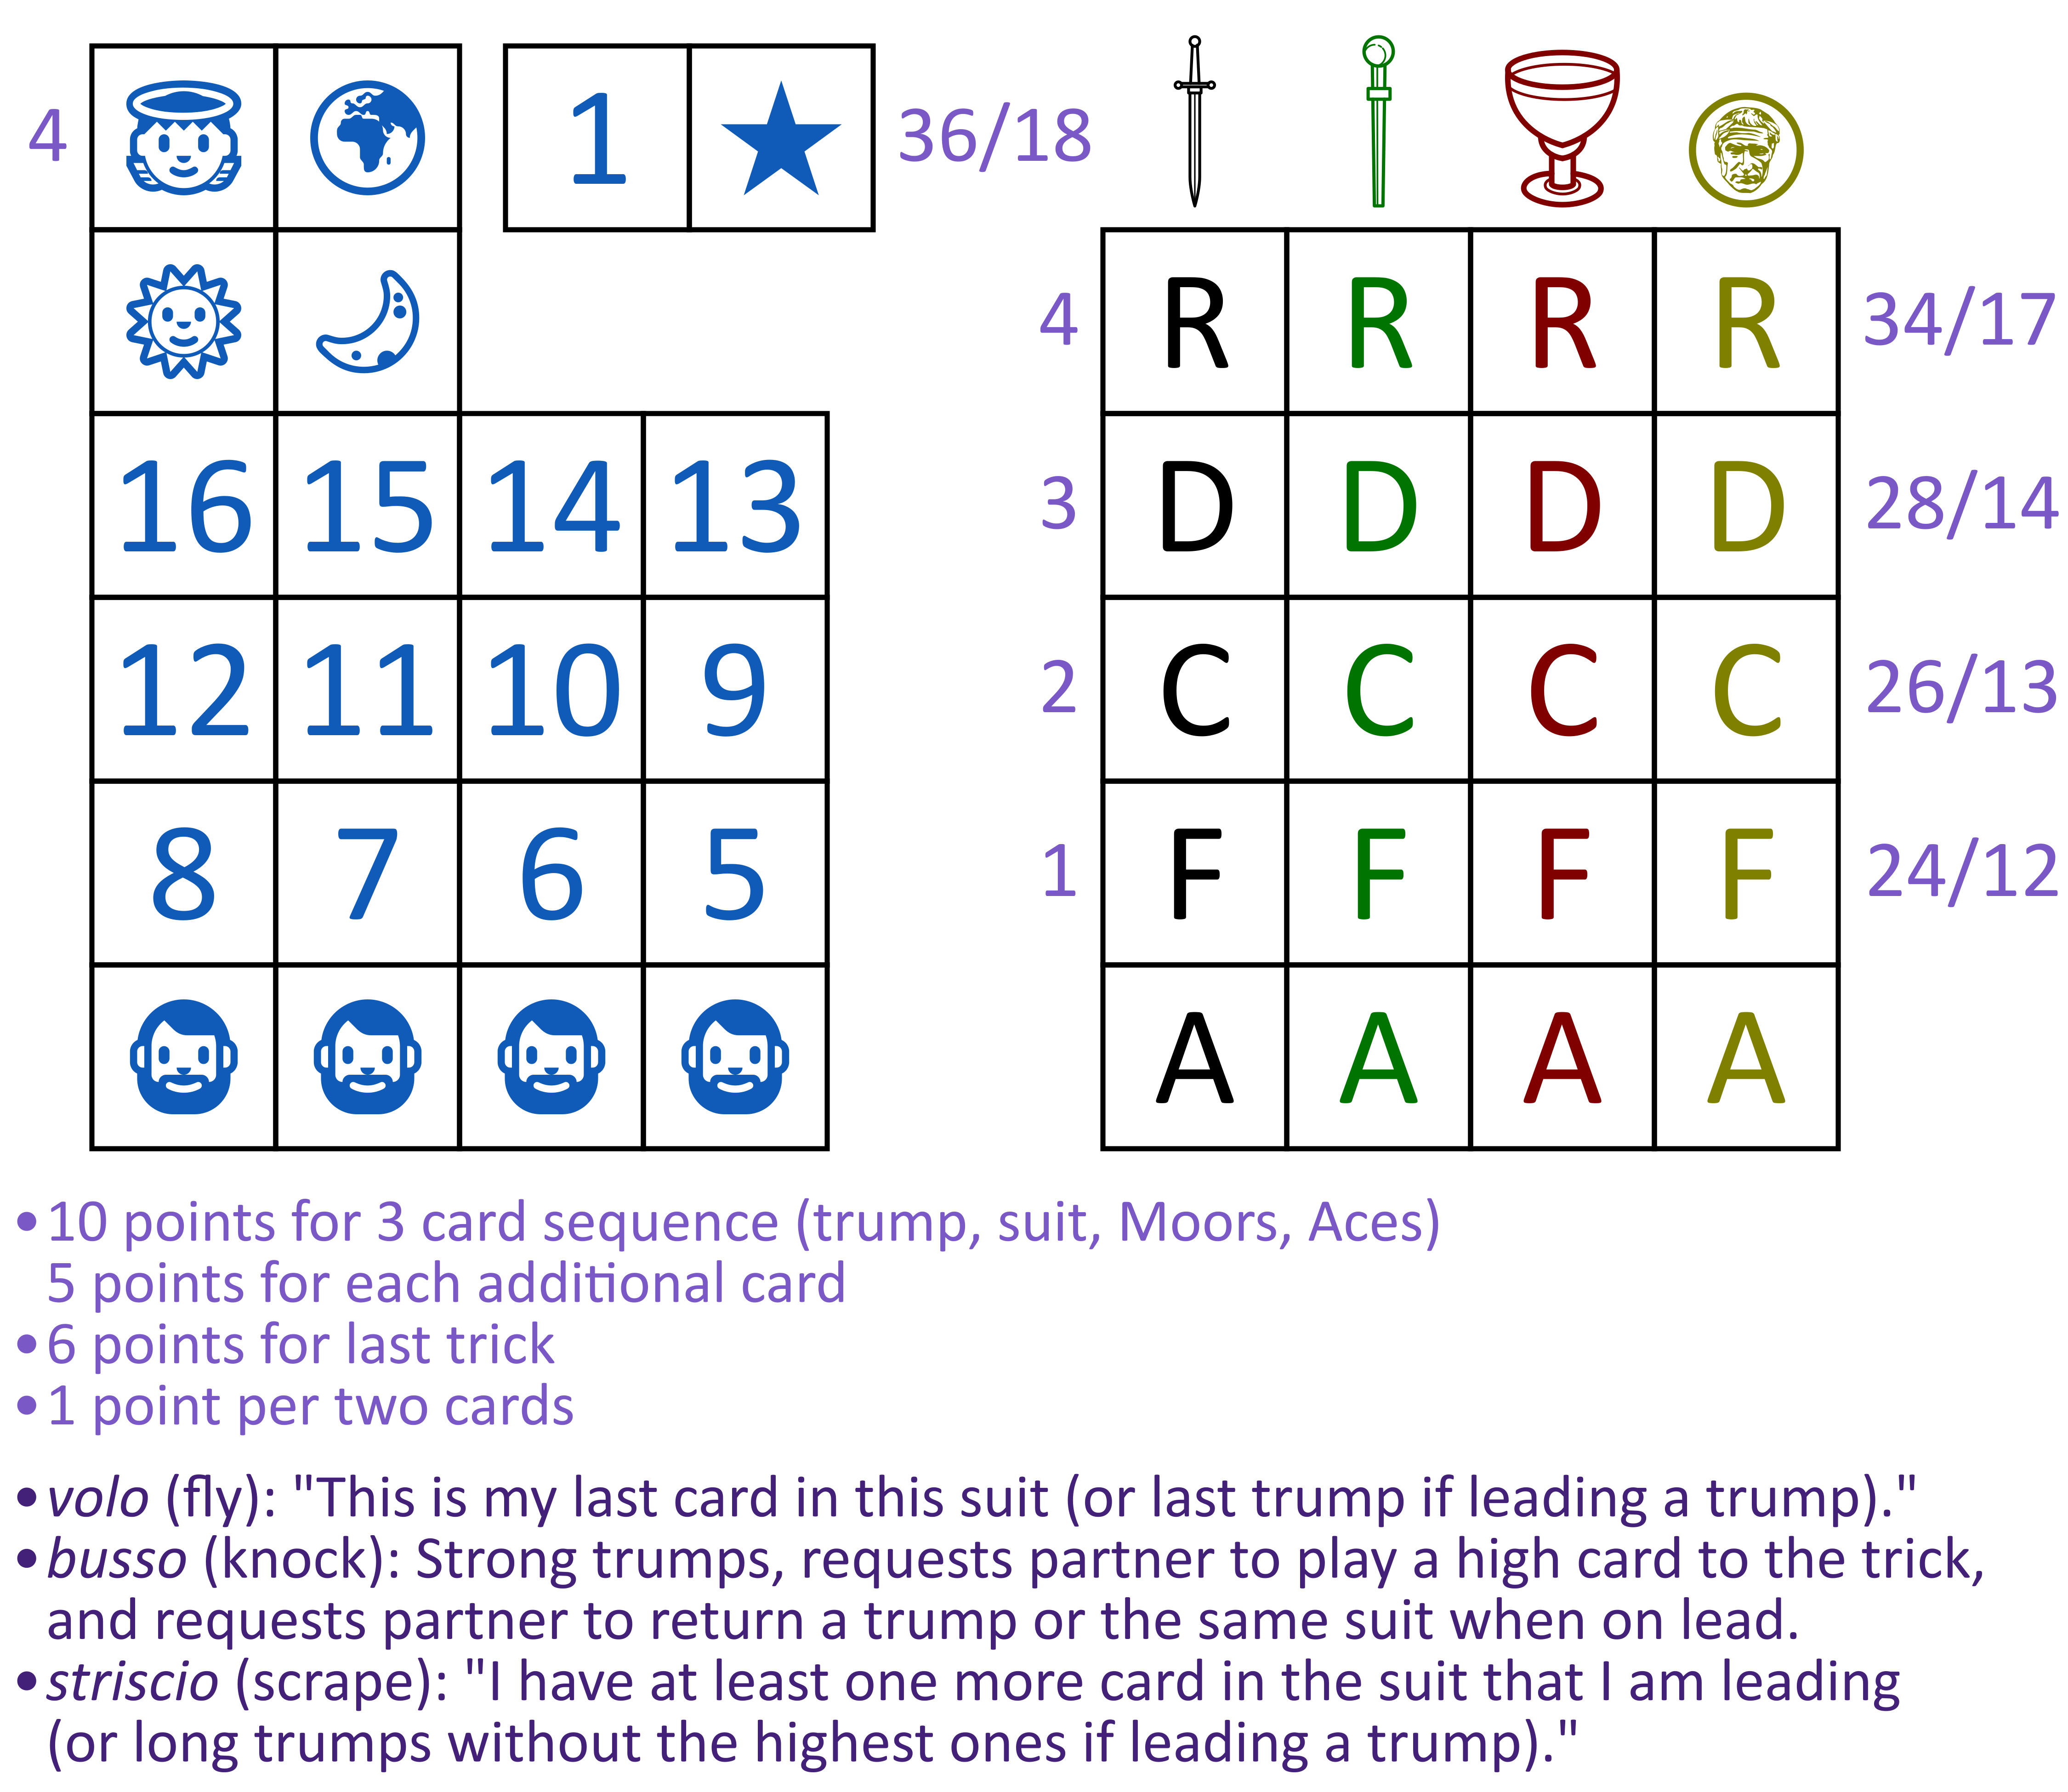 4 1 36/18
4 R R R R 34/17
16 15 14 13 3 D D D D 28/14
12 11 10 9 2 C C C C 26/13
8 7 6 5 1 F F F F 24/12
A A A A
•10 points for 3 card sequence (trump, suit, Moors, Aces)
5 points for each additional card
•6 points for last trick
•1 point per two cards
•volo (fly): "This is my last card in this suit (or last trump if leading a trump)."
•busso (knock): Strong trumps, requests partner to play a high card to the trick,
and requests partner to return a trump or the same suit when on lead.
•striscio (scrape): "I have at least one more card in the suit that I am leading
(or long trumps without the highest ones if leading a trump)."